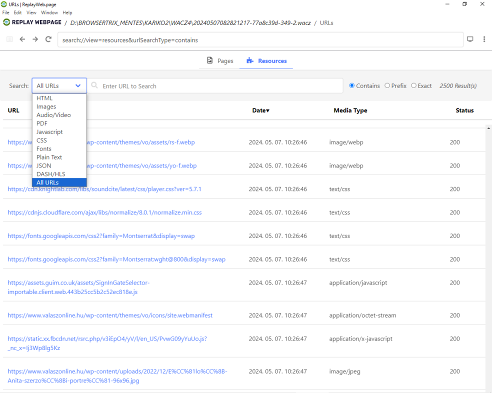 URLs | ReplayWeb.page
File Edit View Window Help
REPLAY WEBPAGE / D:\BROWSERTRIX_MENTES\KARIKO2\WACZ4\20240507082821217-77a8c39d-349-2.wacz / URLs
search://view=resources&urlSearchType=contains
Pages Resources
Search: All URLs Enter URL to Search Contains Prefix Exact 2500 Result(s)
HTML
Images
Audio/Video
PDF
Javascript
CSS
Fonts
Plain Text
JSON
DASH/HLS
All URLs
URL Date▾ Media Type Status
wp-content/themes/vo/assets/rs-f.webp 2024. 05. 07. 10:26:46 image/webp 200
wp-content/themes/vo/assets/yo-f.webp 2024. 05. 07. 10:26:46 image/webp 200
https://cdn.knightlab.com/libs/soundcite/latest/css/player.css?ver=5.7.1 2024. 05. 07. 10:26:46 text/css 200
https://cdnjs.cloudflare.com/ajax/libs/normalize/8.0.1/normalize.min.css 2024. 05. 07. 10:26:46 text/css 200
https://fonts.googleapis.com/css2?family=Montserrat&display=swap 2024. 05. 07. 10:26:46 text/css 200
https://fonts.googleapis.com/css2?family=Montserrat:wght@800&display=swap 2024. 05. 07. 10:26:46 text/css 200
https://assets.guim.co.uk/assets/SignInGateSelector-
importable.client.web.443b25cc5b2c52ec818e.js 2024. 05. 07. 10:26:47 application/javascript 200
https://www.valaszonline.hu/wp-content/themes/vo/icons/site.webmanifest 2024. 05. 07. 10:26:47 application/octet-stream 200
https://static.xx.fbcdn.net/rsrc.php/v3iEpO4/yV/l/en_US/PvwG09yYuUo.js?
_nc_x=Ij3Wp8lg5Kz 2024. 05. 07. 10:26:47 application/x-javascript 200
https://www.valaszonline.hu/wp-content/uploads/2022/12/E%CC%81lo%CC%8B-
Anita-szerzo%CC%8Bi-portre%CC%81-96x96.jpg 2024. 05. 07. 10:26:47 image/jpeg 200